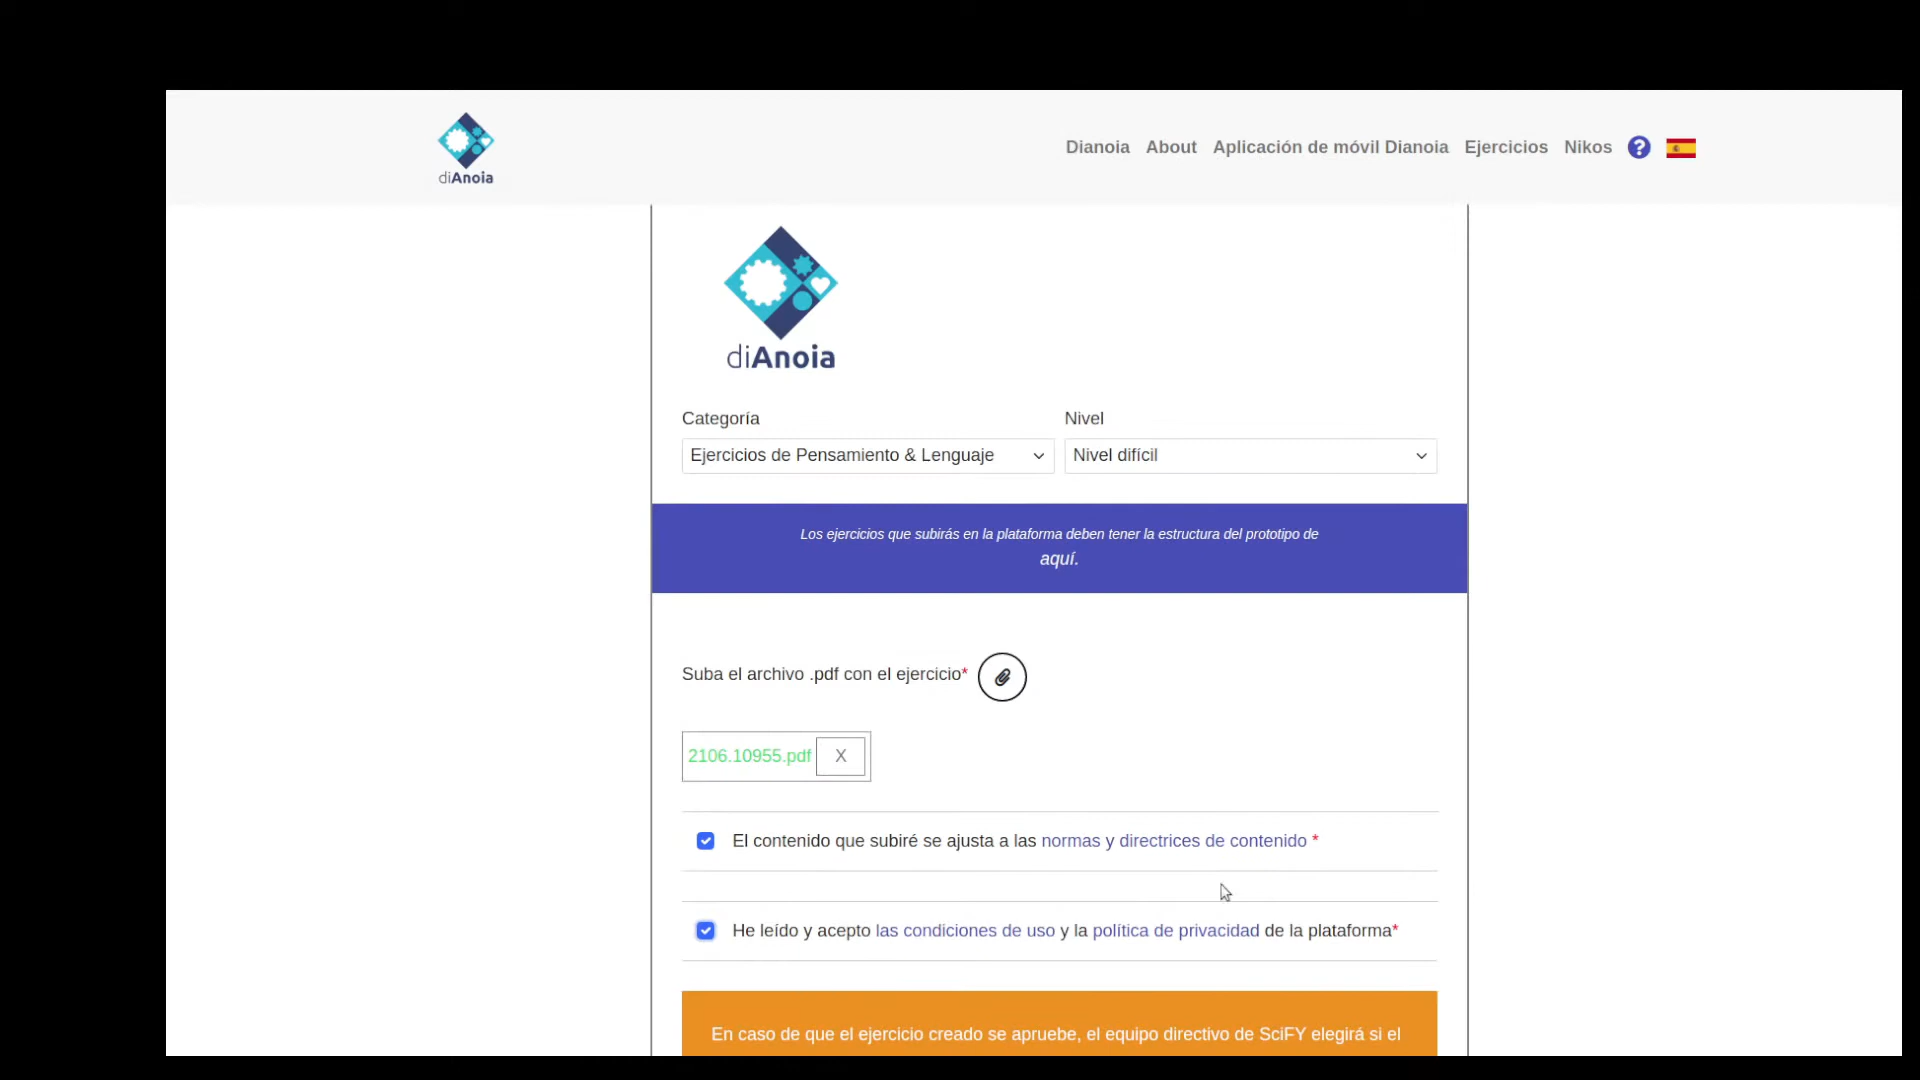 diAnoia
Dianoia About Aplicación de móvil Dianoia Ejercicios Nikos ?
diAnoia
Categoría Nivel
Ejercicios de Pensamiento & Lenguaje Nivel difícil
Los ejercicios que subirás en la plataforma deben tener la estructura del prototipo de
aquí.
Suba el archivo .pdf con el ejercicio*
2106.10955.pdf X
El contenido que subiré se ajusta a las normas y directrices de contenido *
He leído y acepto las condiciones de uso y la política de privacidad de la plataforma*
En caso de que el ejercicio creado se apruebe, el equipo directivo de SciFY elegirá si el